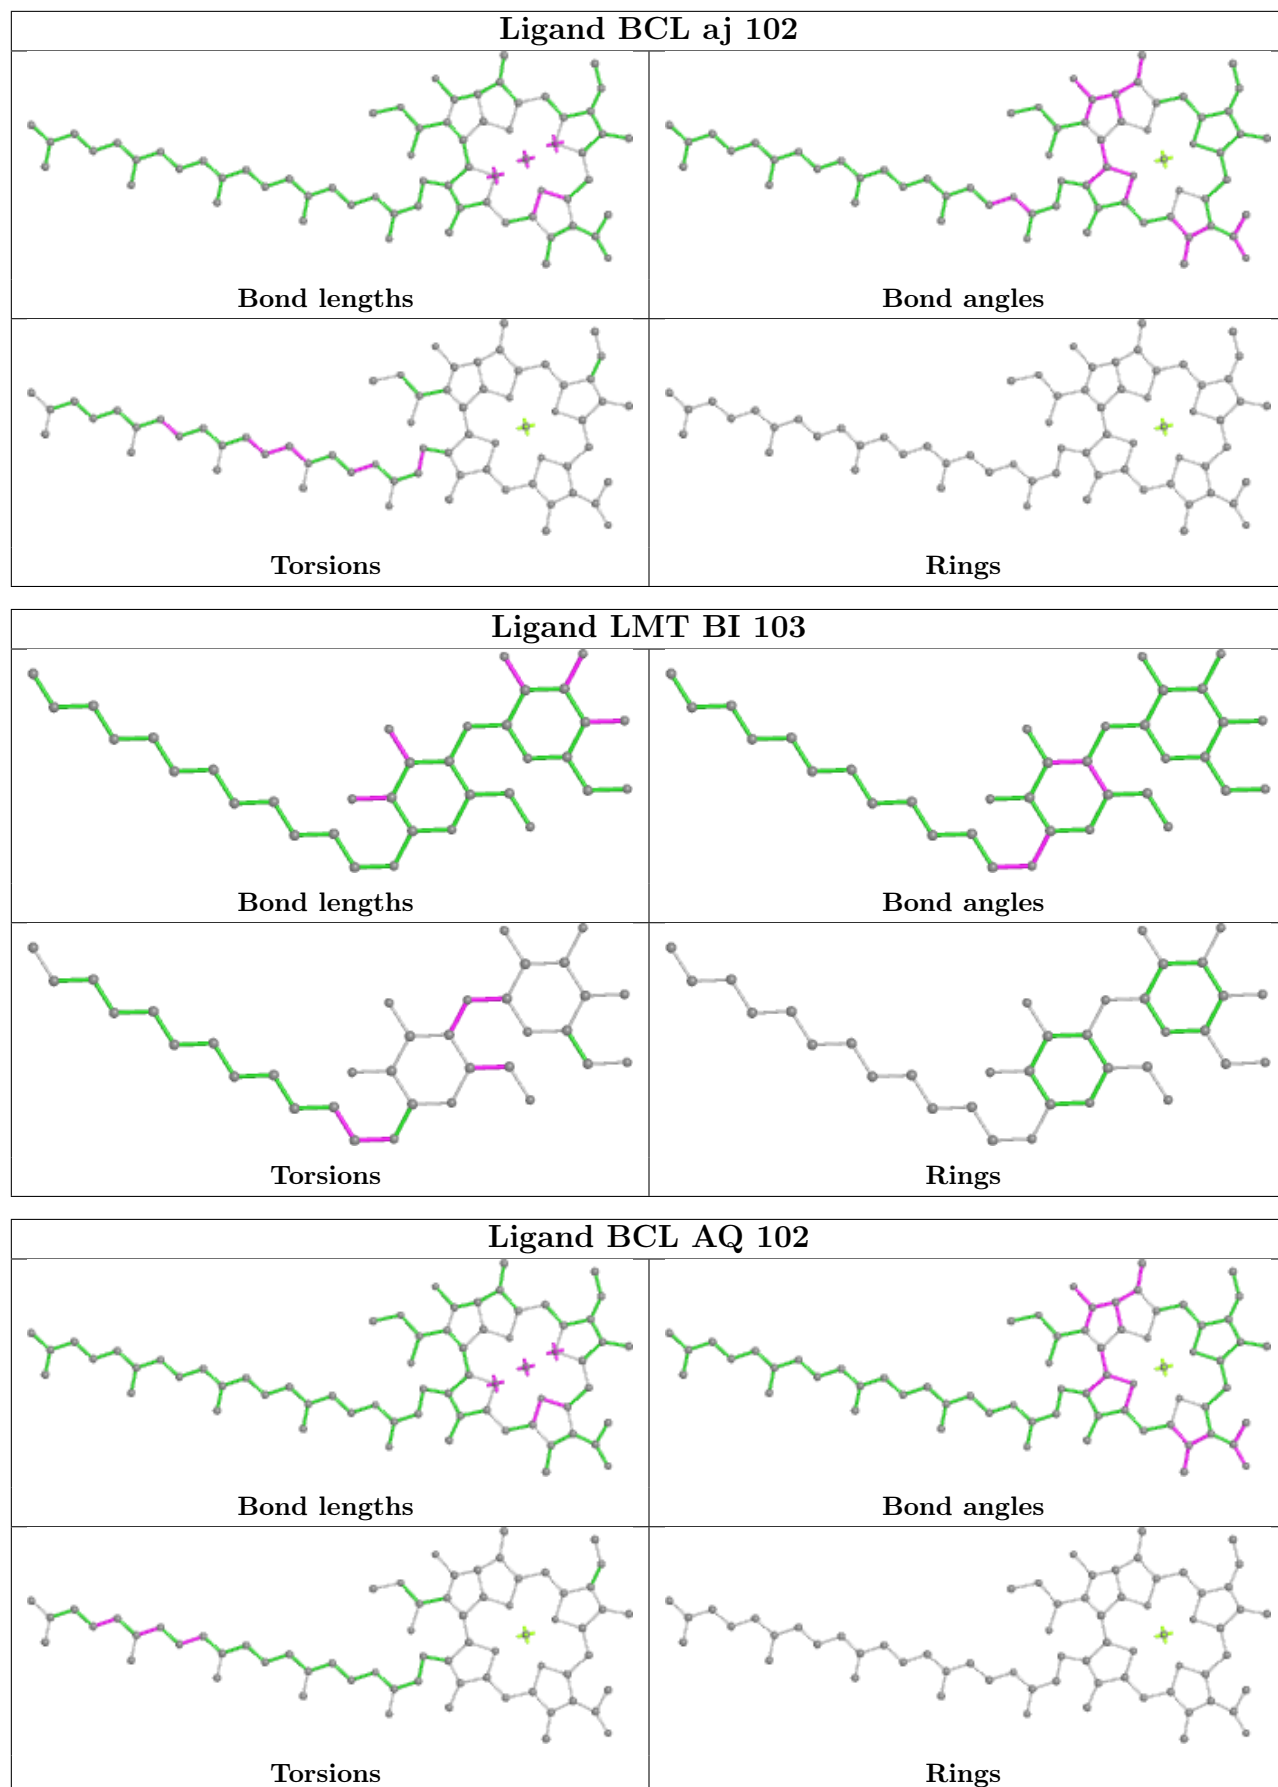 Ligand BCL aj 102
Bond lengths
Bond angles
Torsions
Rings
Ligand LMT BI 103
Bond lengths
Bond angles
Torsions
Rings
Ligand BCL AQ 102
Bond lengths
Bond angles
Torsions
Rings